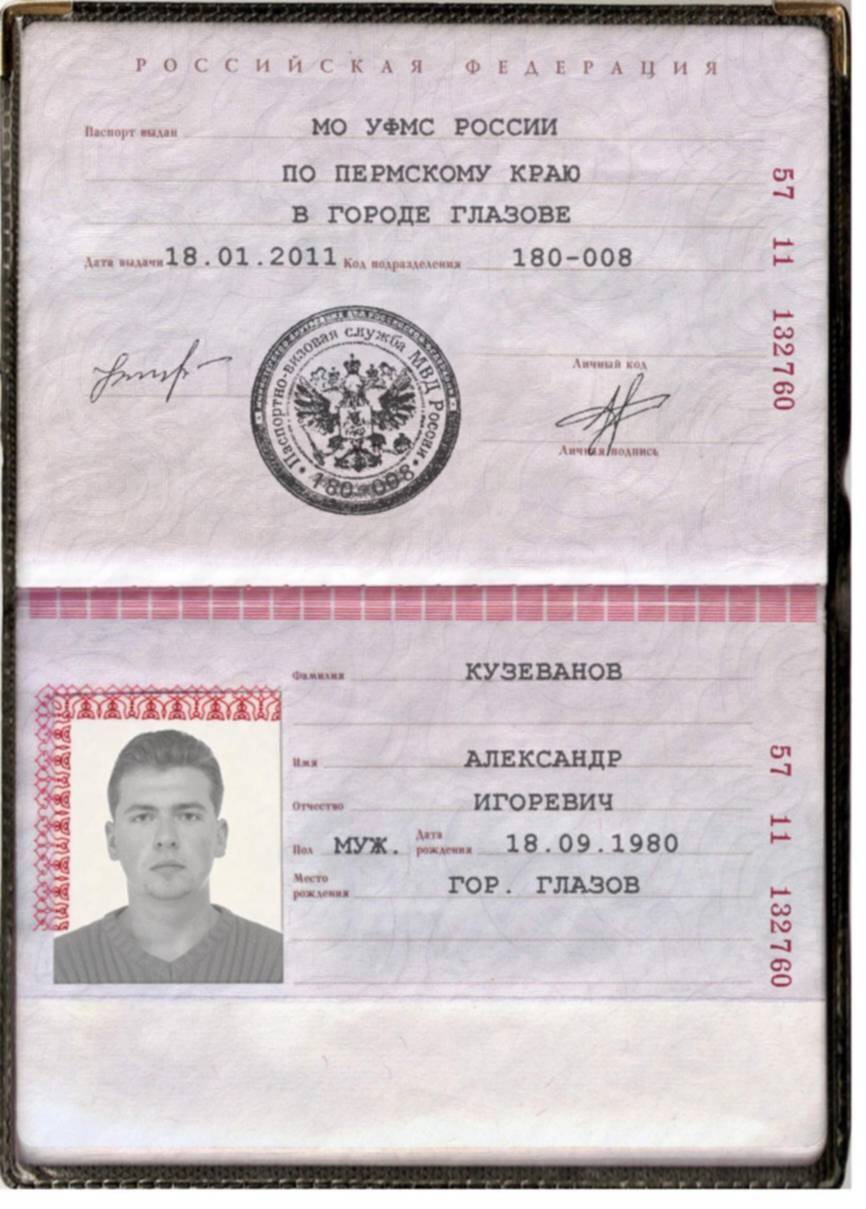 РОССИЙСКАЯ ФЕДЕРАЦИЯ
Паспорт выдан МО УФМС РОССИИ
ПО ПЕРМСКОМУ КРАЮ
В ГОРОДЕ ГЛАЗОВЕ
Дата выдачи 18.01.2011 Код подразделения 180-008
57 11 132760
Паспортно-визовая служба МВД России
180-008
Личный код
Личная подпись
Фамилия КУЗЕВАНОВ
Имя АЛЕКСАНДР
Отчество ИГОРЕВИЧ
Пол МУЖ. Дата рождения 18.09.1980
Место рождения ГОР. ГЛАЗОВ
57 11 132760